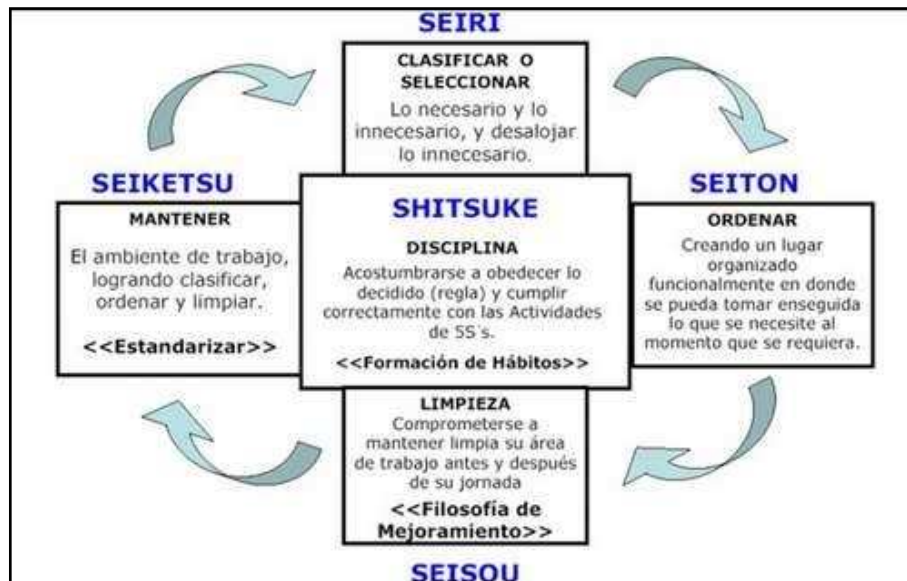 SEIRI
CLASIFICAR O
SELECCIONAR
Lo necesario y lo
innecesario, y desalojar
lo innecesario.
SEIKETSU
MANTENER
El ambiente de trabajo,
logrando clasificar,
ordenar y limpiar.
<<Estandarizar>>
SHITSUKE
DISCIPLINA
Acostumbrarse a obedecer lo
decidido (regla) y cumplir
correctamente con las Actividades
de 5S´s.
<<Formación de Hábitos>>
SEITON
ORDENAR
Creando un lugar
organizado
funcionalmente en donde
se pueda tomar enseguida
lo que se necesite al
momento que se requiera.
LIMPIEZA
Comprometerse a
mantener limpia su área
de trabajo antes y después
de su jornada
<<Filosofía de
Mejoramiento>>
SEISOU